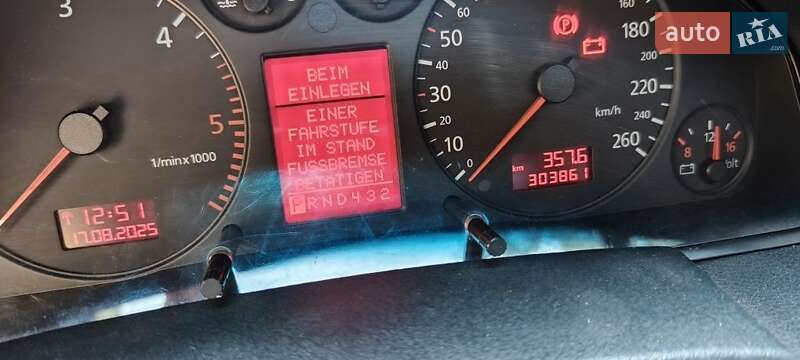 3
4
5
1/min x 1000
12:51
17.08.2025
BEIM
EINLEGEN
EINER
FAHRSTUFE
IM STAND
FUSSBREMSE
BETÄTIGEN
PRND432
60
50
40
30
20
10
0
160
180
200
220
240
260
km/h
km
357.6
303861
8
12
16
Volt
auto RIA
.com